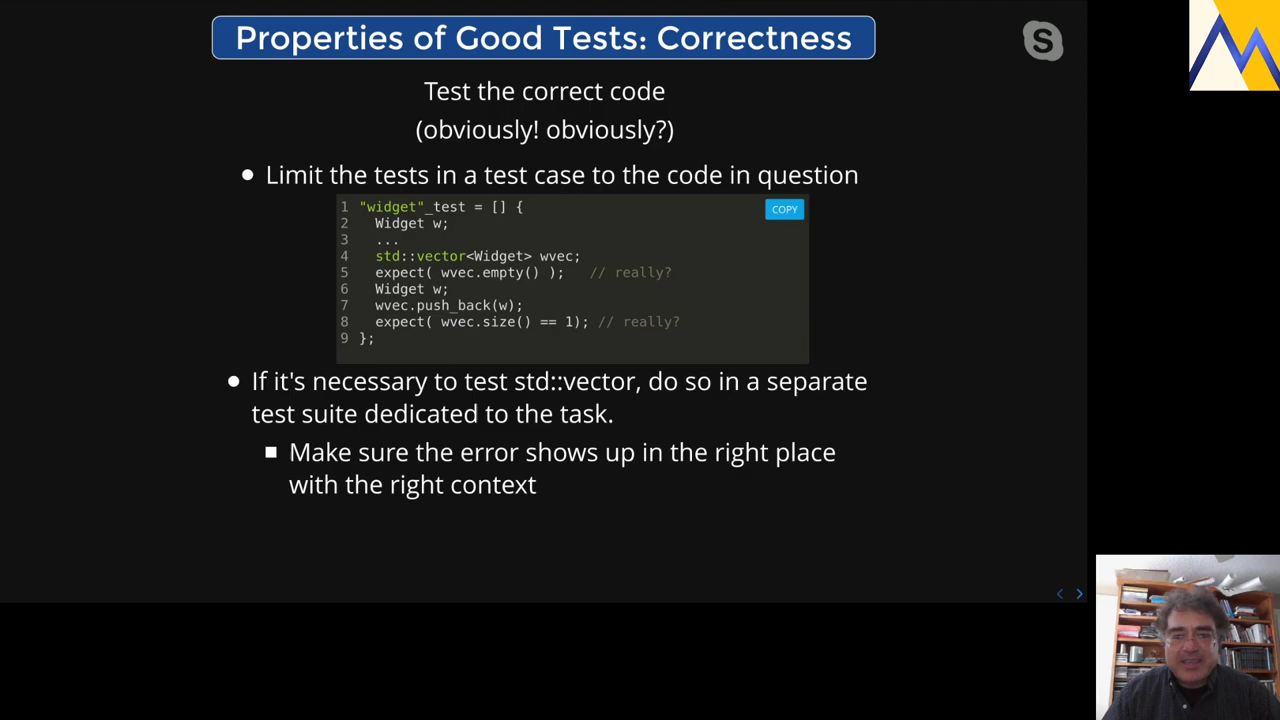 Properties of Good Tests: Correctness
S
Test the correct code
(obviously! obviously?)
Limit the tests in a test case to the code in question
COPY
1 "widget"_test = [] {
2 Widget w;
3 ...
4 std::vector<Widget> wvec;
5 expect( wvec.empty() ); // really?
6 Widget w;
7 wvec.push_back(w);
8 expect( wvec.size() == 1); // really?
9 };
If it's necessary to test std::vector, do so in a separate
test suite dedicated to the task.
Make sure the error shows up in the right place
with the right context